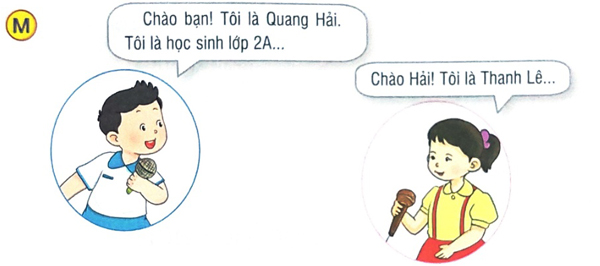 M
Chào bạn! Tôi là Quang Hải.
Tôi là học sinh lớp 2A...
Chào Hải! Tôi là Thanh Lê...